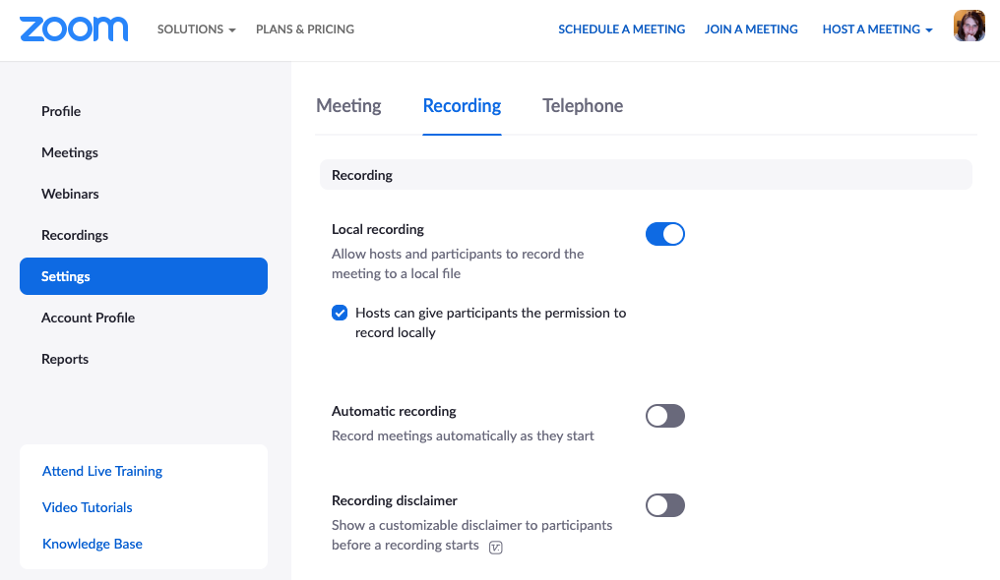 zoom
SOLUTIONS
PLANS & PRICING
SCHEDULE A MEETING
JOIN A MEETING
HOST A MEETING
Profile
Meetings
Webinars
Recordings
Settings
Account Profile
Reports
Attend Live Training
Video Tutorials
Knowledge Base
Meeting
Recording
Telephone
Recording
Local recording
Allow hosts and participants to record the
meeting to a local file
Hosts can give participants the permission to
record locally
Automatic recording
Record meetings automatically as they start
Recording disclaimer
Show a customizable disclaimer to participants
before a recording starts